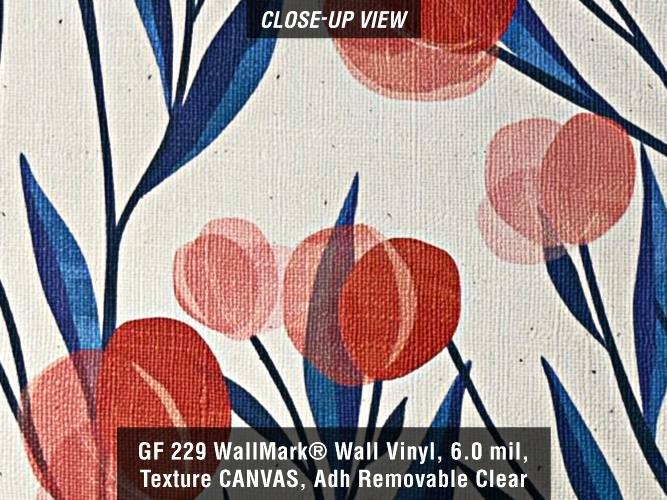 CLOSE-UP VIEW
GF 229 WallMark® Wall Vinyl, 6.0 mil,
Texture CANVAS, Adh Removable Clear